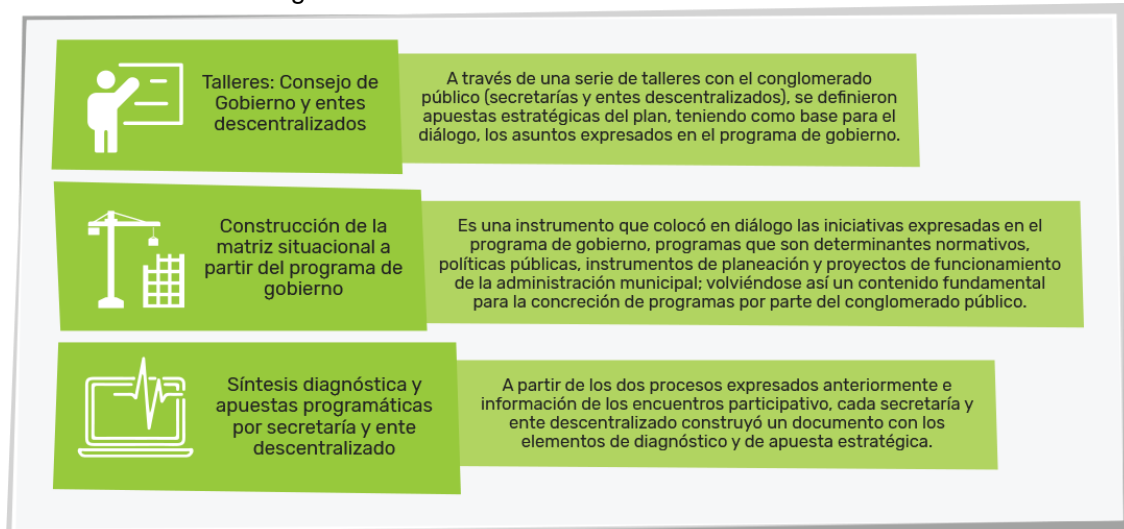 Talleres: Consejo de
Gobierno y entes
descentralizados
A través de una serie de talleres con el conglomerado
público (secretarías y entes descentralizados), se definieron
apuestas estratégicas del plan, teniendo como base para el
diálogo, los asuntos expresados en el programa de gobierno.
Construcción de la
matriz situacional a
partir del programa de
gobierno
Es una instrumento que colocó en diálogo las iniciativas expresadas en el
programa de gobierno, programas que son determinantes normativos,
políticas públicas, instrumentos de planeación y proyectos de funcionamiento
de la administración municipal; volviéndose así un contenido fundamental
para la concreción de programas por parte del conglomerado público.
Síntesis diagnóstica y
apuestas programáticas
por secretaría y ente
descentralizado
A partir de los dos procesos expresados anteriormente e
información de los encuentros participativo, cada secretaría y
ente descentralizado construyó un documento con los
elementos de diagnóstico y de apuesta estratégica.